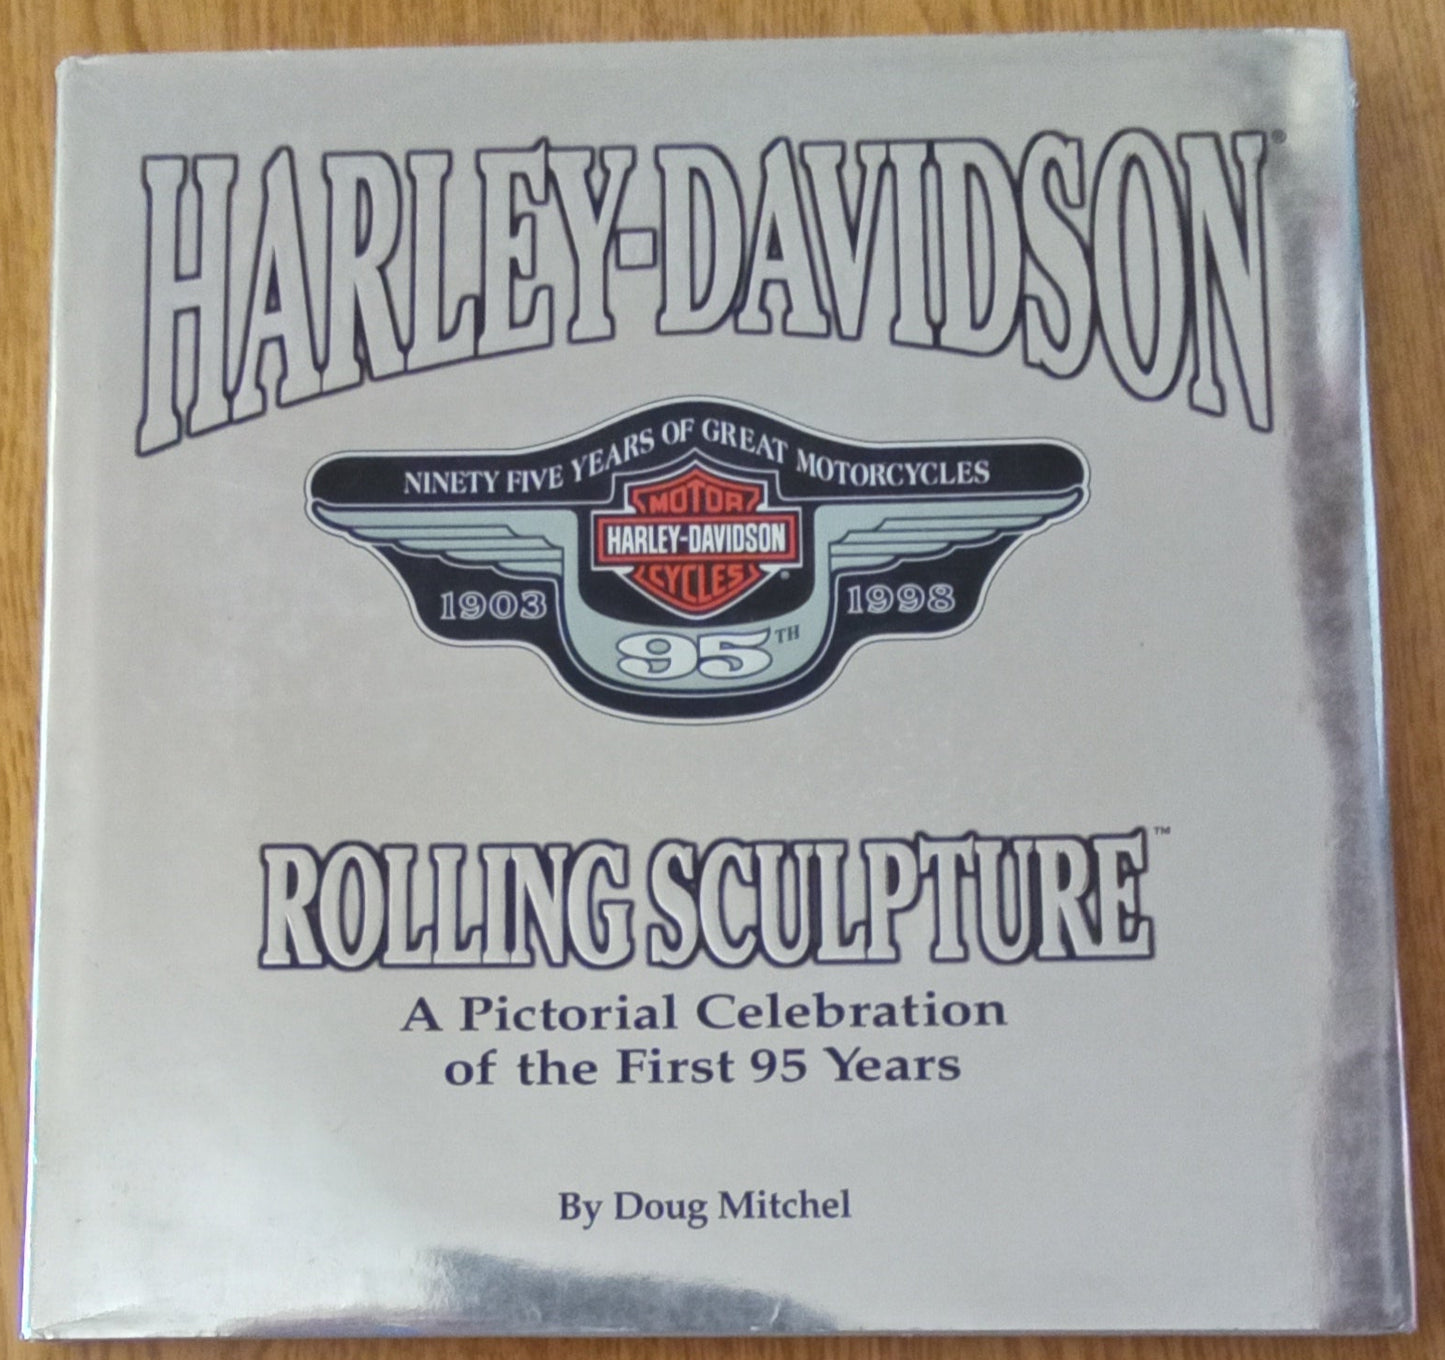 HARLEY-DAVIDSON®
NINETY FIVE YEARS OF GREAT MOTORCYCLES
MOTOR
HARLEY-DAVIDSON
CYCLES
1903
1998
95TH
ROLLING SCULPTURE™
A Pictorial Celebration
of the First 95 Years
By Doug Mitchel